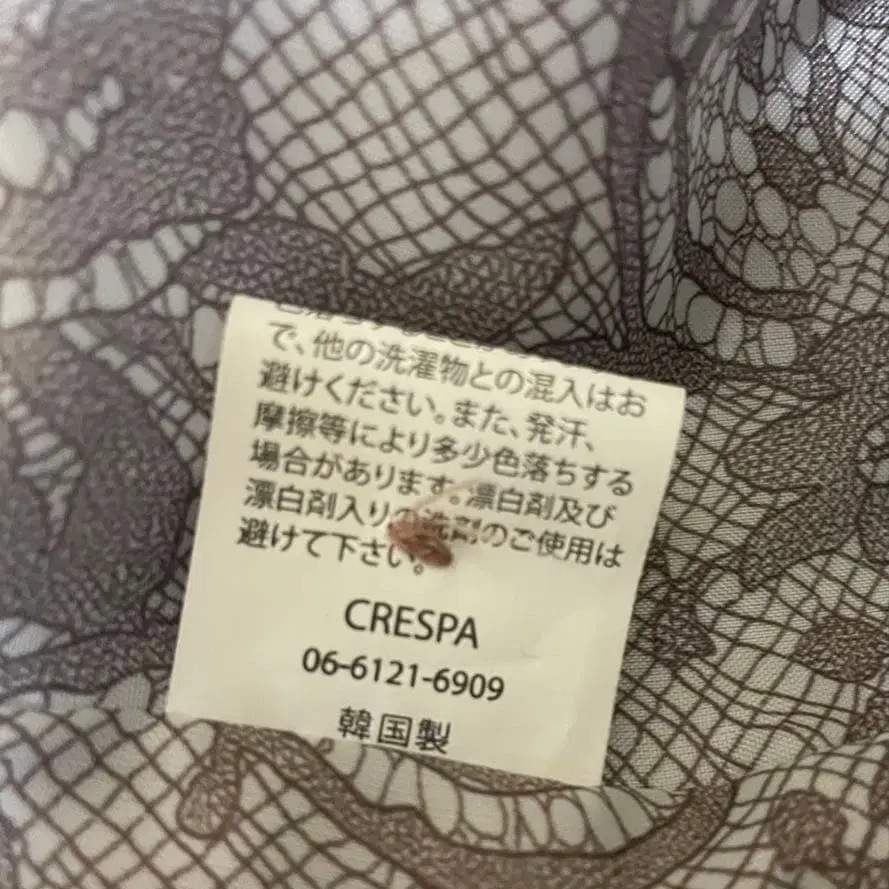 で、他の洗濯物との混入はお
避けください。また、発汗、
摩擦等により多少色落ちする
場合があります。漂白剤及び
漂白剤入りの洗剤のご使用は
避けて下さい。
CRESPA
06-6121-6909
韓国製